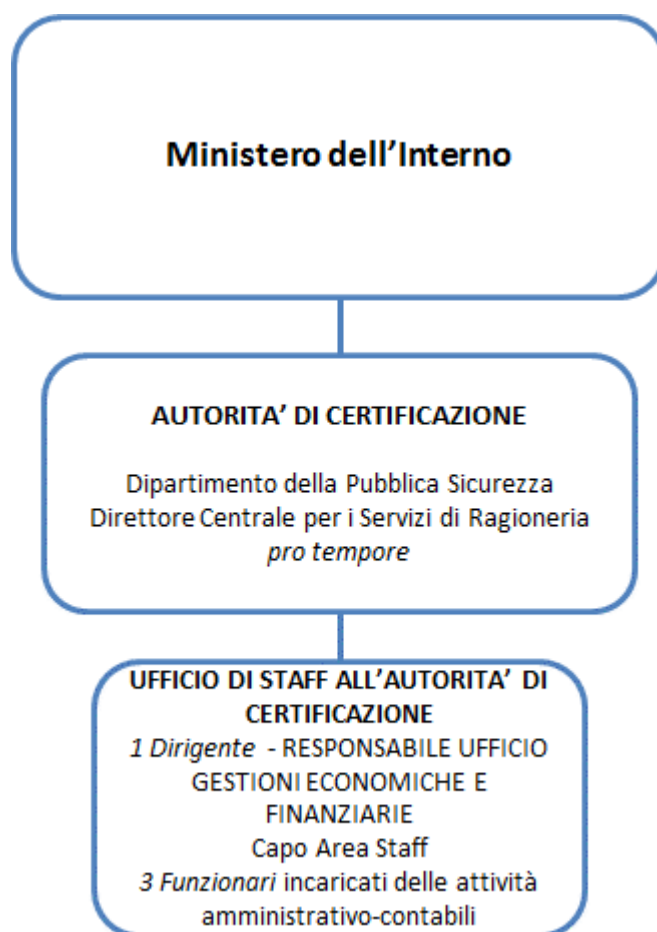 Ministero dell'Interno
AUTORITA' DI CERTIFICAZIONE
Dipartimento della Pubblica Sicurezza
Direttore Centrale per i Servizi di Ragioneria
pro tempore
UFFICIO DI STAFF ALL'AUTORITA' DI
CERTIFICAZIONE
1 Dirigente - RESPONSABILE UFFICIO
GESTIONI ECONOMICHE E
FINANZIARIE
Capo Area Staff
3 Funzionari incaricati delle attività
amministrativo-contabili